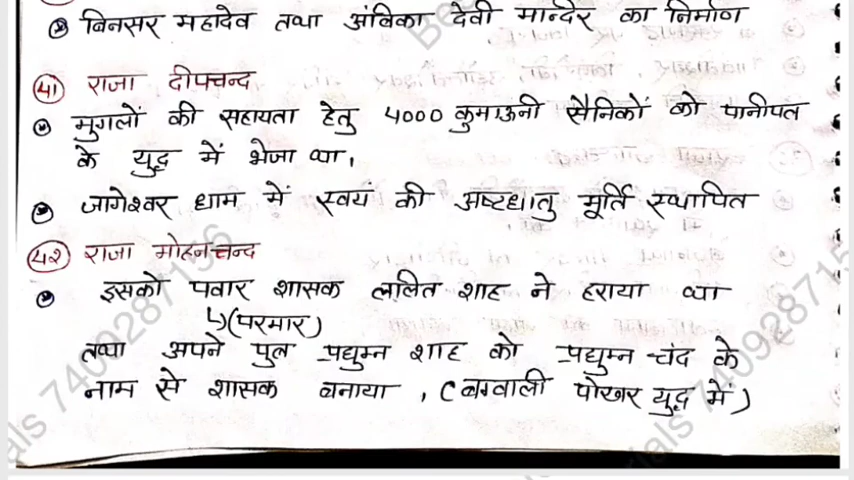 बिनसर महादेव तथा अंबिका देवी मान्देर का निर्माण
(41) राजा दीपचन्द
मुगलों की सहायता हेतु 4000 कुमाऊनी सैनिकों को पानीपत
के युद्ध में भेजा था।
जागेश्वर धाम में स्वयं की अष्टधातु मूर्ति स्थापित
(42) राजा मोहनचन्द
इसको पवार शासक ललित शाह ने हराया था
↳(परमार)
तथा अपने पुत्र प्रद्युम्न शाह को प्रद्युम्न चंद के
नाम से शासक बनाया, (बग्वाली पोखर युद्ध में)